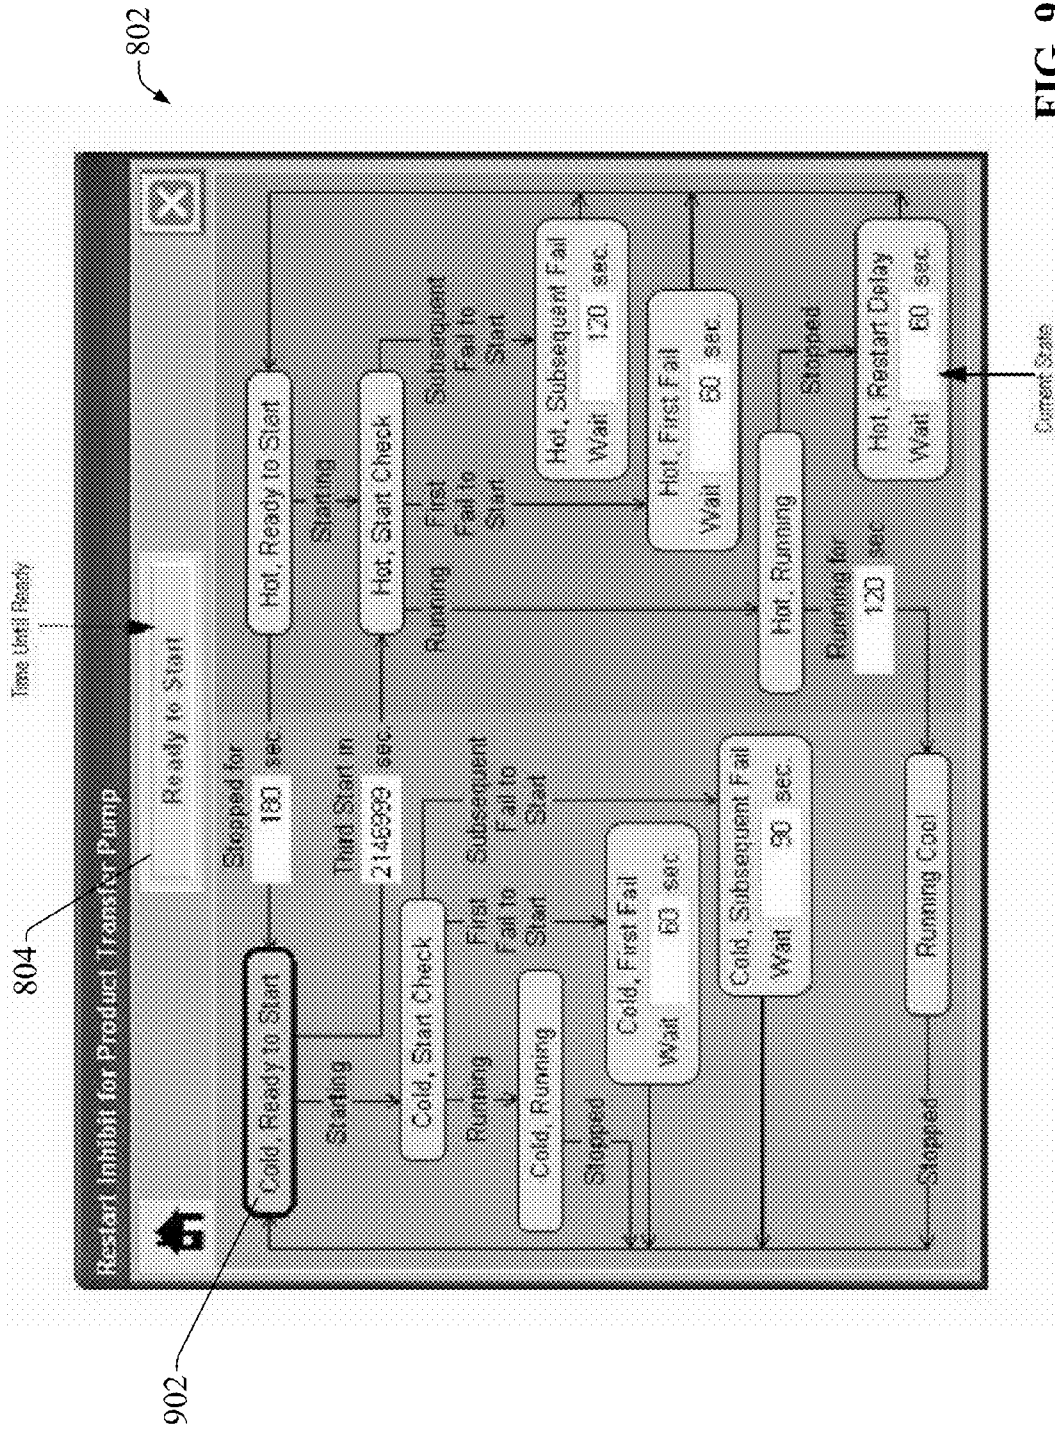 802
Time Until Ready
804
902
Restart Inhibit for Product Transfer Pump
Ready to Start
Cold, Ready to Start
Stopped for
180 sec
Hot, Ready to Start
Starting
Starting
Third Start in
2146999 sec
Cold, Start Check
Hot, Start Check
Running
First
Fail to
Start
Subsequent
Fail to
Start
Running
First
Fail to
Start
Subsequent
Fail to
Start
Cold, Running
Stopped
Cold, First Fail
Wait 60 sec
Cold, Subsequent Fail
Wait 90 sec
Hot, Subsequent Fail
Wait 120 sec.
Hot, First Fail
Wait 60 sec
Hot, Running
Stopped
Running for
120 sec
Hot, Restart Delay
Wait 60 sec.
Running Cool
Stopped
Current State
FIG. 9